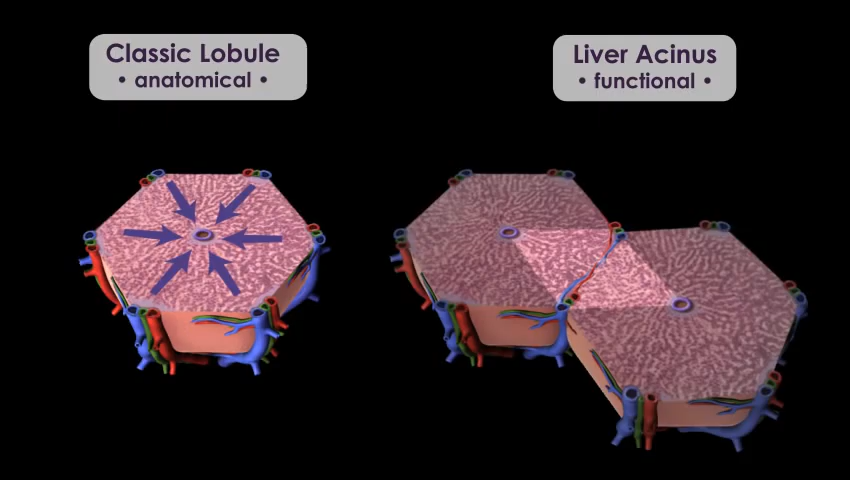 Classic Lobule
• anatomical •
Liver Acinus
• functional •